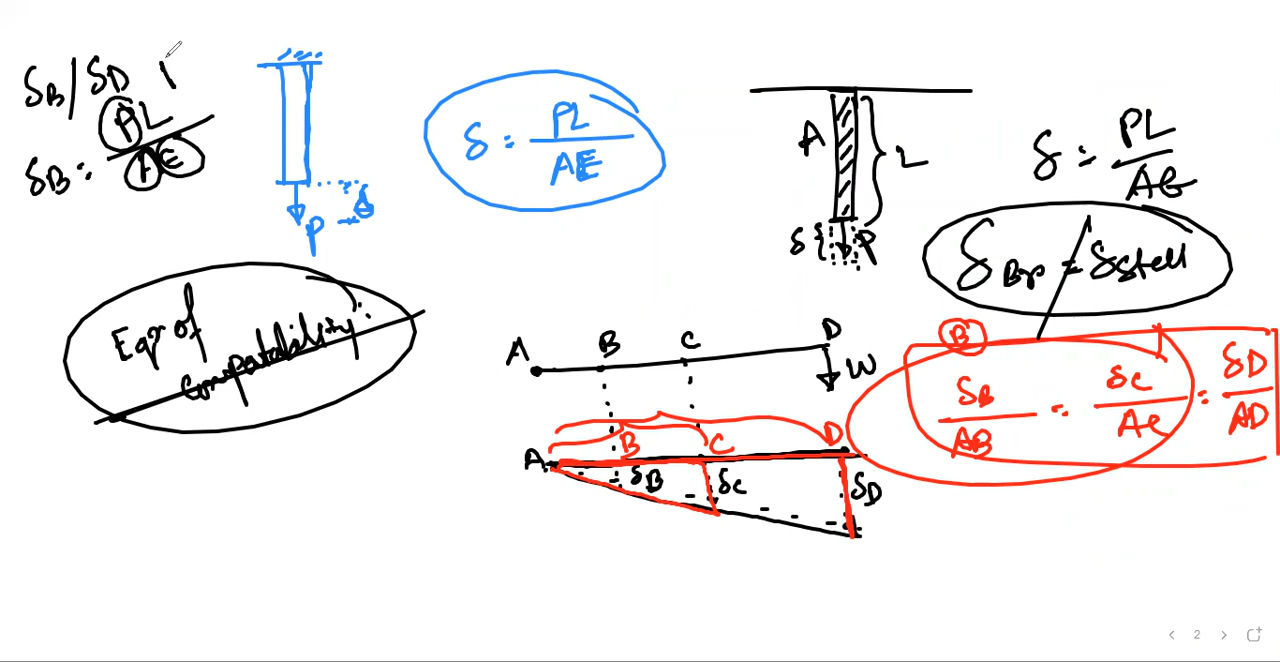 δB/δD
δB = PL/AE
P
δ
δ = PL/AE
A
L
δ
P
δ = PL/AE
δBr = δsteel
Eqn of
Compatability:
A B C D
W
B
δB/AB = δC/AC = δD/AD
B C D
A
δB δC δD
2